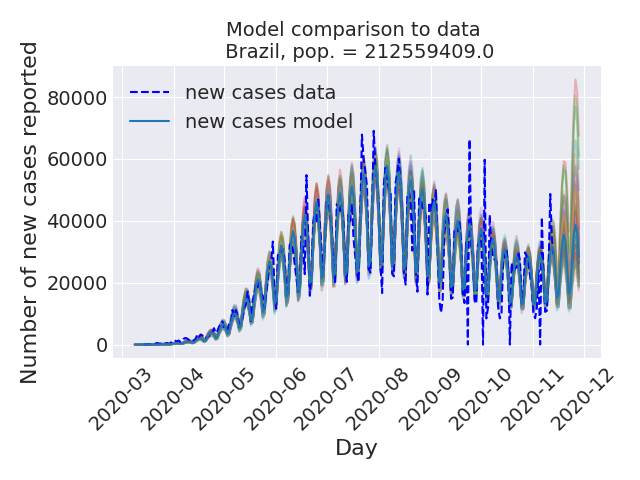 Model comparison to data
Brazil, pop. = 212559409.0
Number of new cases reported
80000
60000
40000
20000
0
new cases data
new cases model
2020-03
2020-04
2020-05
2020-06
2020-07
2020-08
2020-09
2020-10
2020-11
2020-12
Day